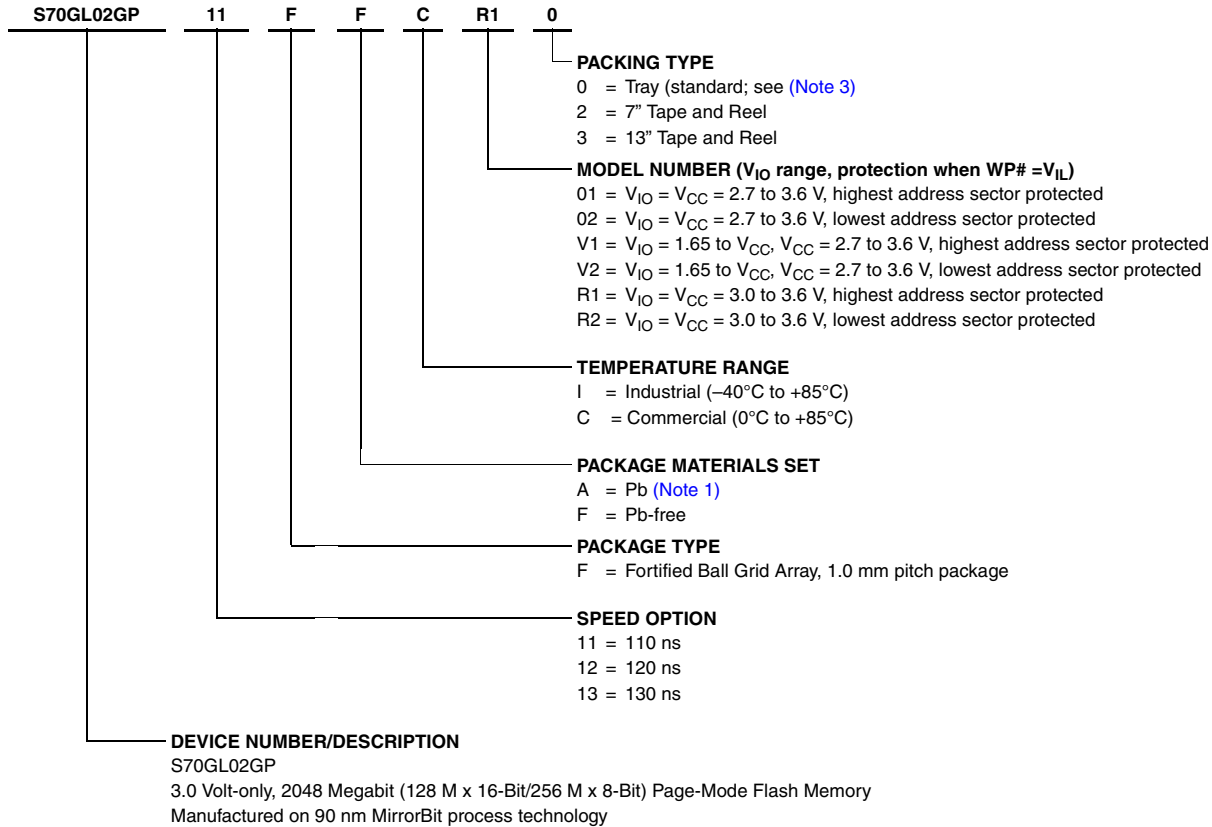 S70GL02GP 11 F F C R1 0
PACKING TYPE
0 = Tray (standard; see (Note 3)
2 = 7” Tape and Reel
3 = 13” Tape and Reel
MODEL NUMBER (VIO range, protection when WP# =VIL)
01 = VIO = VCC = 2.7 to 3.6 V, highest address sector protected
02 = VIO = VCC = 2.7 to 3.6 V, lowest address sector protected
V1 = VIO = 1.65 to VCC, VCC = 2.7 to 3.6 V, highest address sector protected
V2 = VIO = 1.65 to VCC, VCC = 2.7 to 3.6 V, lowest address sector protected
R1 = VIO = VCC = 3.0 to 3.6 V, highest address sector protected
R2 = VIO = VCC = 3.0 to 3.6 V, lowest address sector protected
TEMPERATURE RANGE
I = Industrial (–40°C to +85°C)
C = Commercial (0°C to +85°C)
PACKAGE MATERIALS SET
A = Pb (Note 1)
F = Pb-free
PACKAGE TYPE
F = Fortified Ball Grid Array, 1.0 mm pitch package
SPEED OPTION
11 = 110 ns
12 = 120 ns
13 = 130 ns
DEVICE NUMBER/DESCRIPTION
S70GL02GP
3.0 Volt-only, 2048 Megabit (128 M x 16-Bit/256 M x 8-Bit) Page-Mode Flash Memory
Manufactured on 90 nm MirrorBit process technology